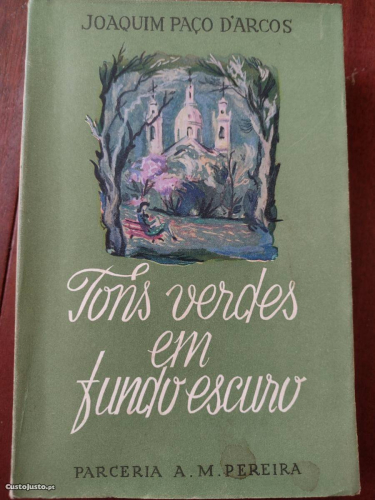 JOAQUIM PAÇO D'ARCOS
Tons verdes
em
fundo escuro
PARCERIA A. M. PEREIRA
CustoJusto.pt